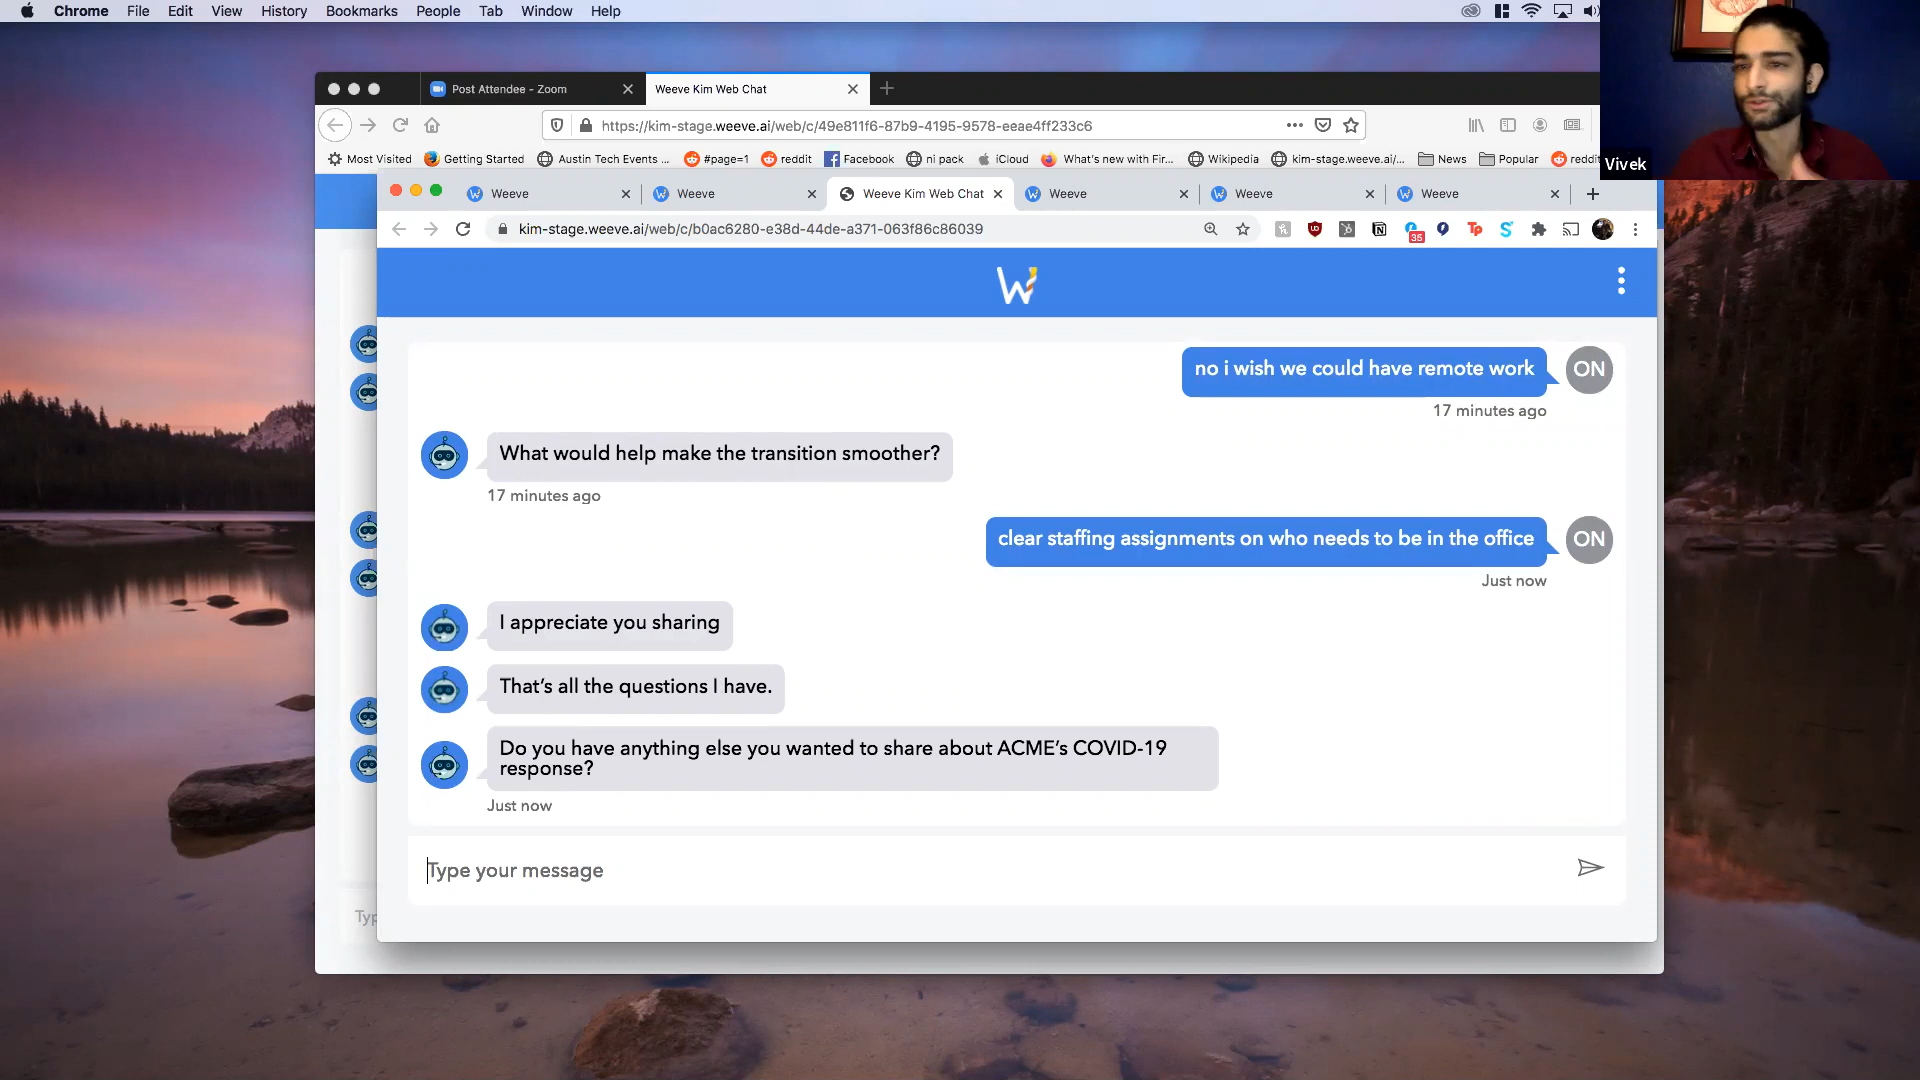 Chrome File Edit View History Bookmarks People Tab Window Help
Vivek
Post Attendee - Zoom
Weeve Kim Web Chat
https://kim-stage.weeve.ai/web/c/49e811f6-87b9-4195-9578-eeae4ff233c6
Most Visited Getting Started Austin Tech Events ... #page=1 reddit Facebook ni pack iCloud What's new with Fir... Wikipedia kim-stage.weeve.ai/... News Popular reddit
Weeve Weeve Weeve Kim Web Chat Weeve Weeve Weeve
kim-stage.weeve.ai/web/c/b0ac6280-e38d-44de-a371-063f86c86039
35
Tp
W
no i wish we could have remote work
ON
17 minutes ago
What would help make the transition smoother?
17 minutes ago
clear staffing assignments on who needs to be in the office
ON
Just now
I appreciate you sharing
That's all the questions I have.
Do you have anything else you wanted to share about ACME's COVID-19
response?
Just now
Type your message
Typ